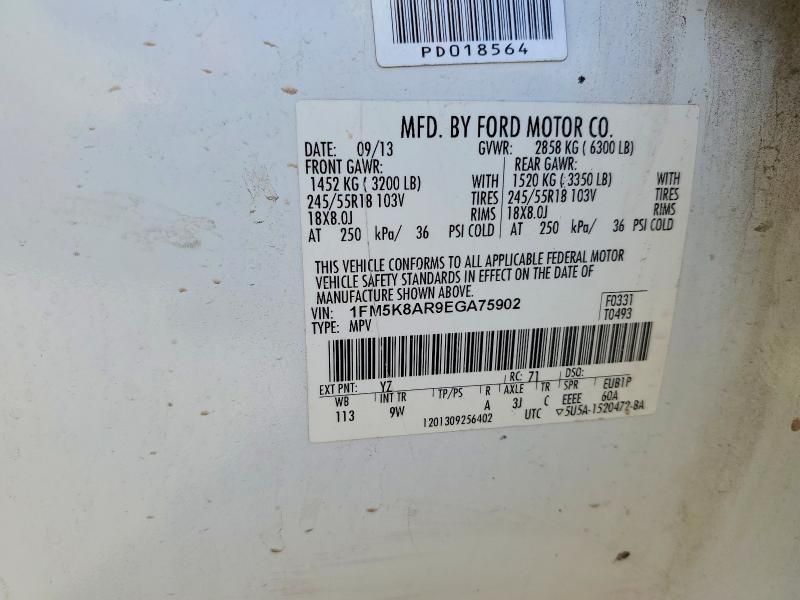 PD018564
MFD. BY FORD MOTOR CO.
DATE: 09/13 GVWR: 2858 KG ( 6300 LB)
FRONT GAWR: REAR GAWR:
1452 KG ( 3200 LB) WITH 1520 KG ( 3350 LB) WITH
245/55R18 103V TIRES 245/55R18 103V TIRES
18X8.0J RIMS 18X8.0J RIMS
AT 250 kPa/ 36 PSI COLD AT 250 kPa/ 36 PSI COLD
THIS VEHICLE CONFORMS TO ALL APPLICABLE FEDERAL MOTOR
VEHICLE SAFETY STANDARDS IN EFFECT ON THE DATE OF
MANUFACTURE SHOWN ABOVE.
VIN: 1FM5K8AR9EGA75902 F0331
TYPE: MPV T0493
EXT PNT: YZ RC: 71 DSO:
WB INT TR TP/PS R AXLE TR SPR EUB1P
113 9W A 3J C EEEE 60A
1201309256402 UTC ▽5U5A-1520472-BA